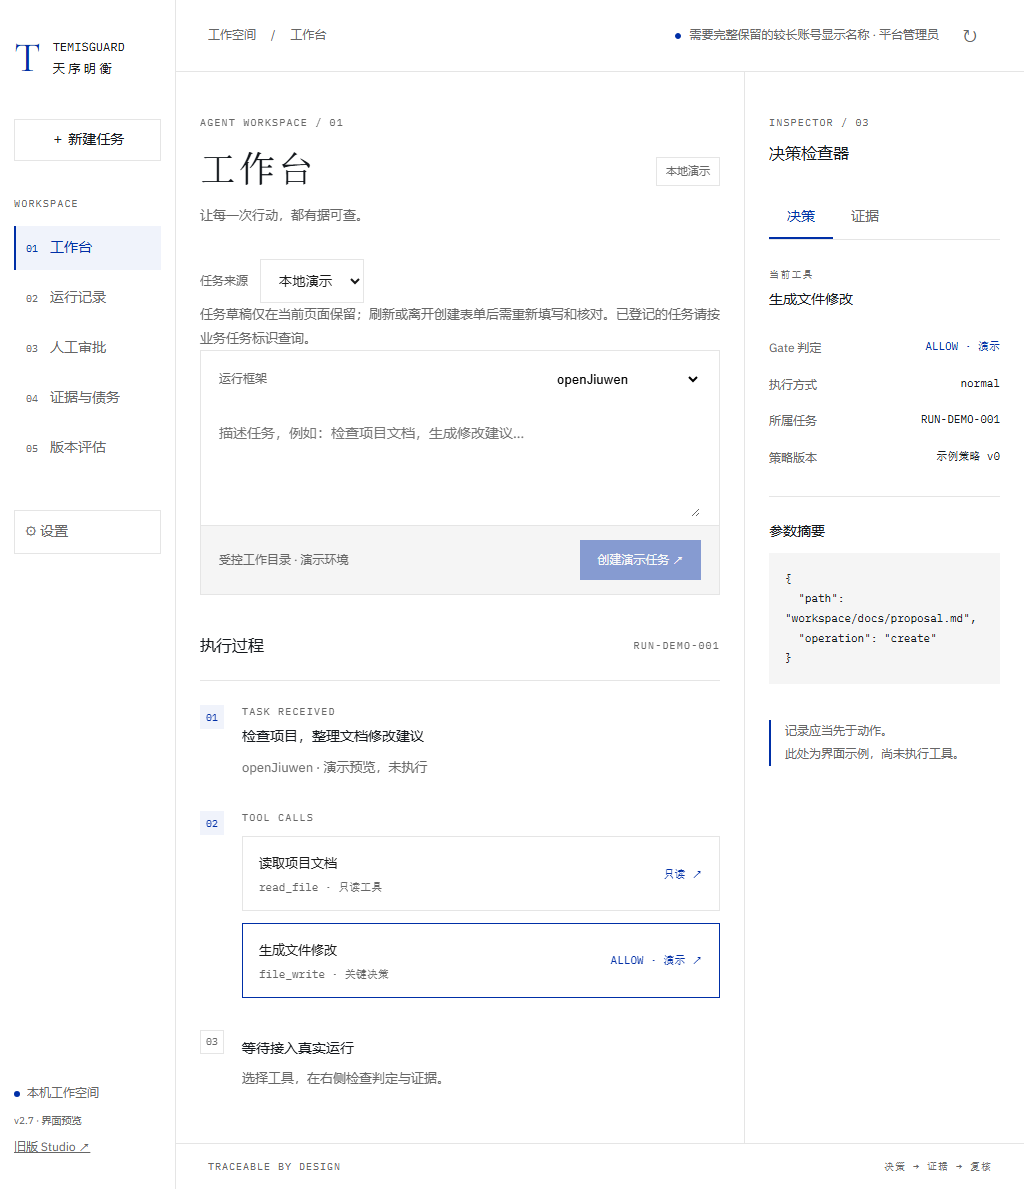 T
TEMISGUARD
天序明衡
+ 新建任务
WORKSPACE
01 工作台
02 运行记录
03 人工审批
04 证据与债务
05 版本评估
⚙ 设置
本机工作空间
v2.7 · 界面预览
旧版 Studio ↗
工作空间 / 工作台
需要完整保留的较长账号显示名称 · 平台管理员 ↻
AGENT WORKSPACE / 01
工作台
本地演示
让每一次行动，都有据可查。
任务来源 本地演示
任务草稿仅在当前页面保留；刷新或离开创建表单后需重新填写和核对。已登记的任务请按
业务任务标识查询。
运行框架 openJiuwen
描述任务，例如：检查项目文档，生成修改建议...
受控工作目录 · 演示环境 创建演示任务 ↗
执行过程 RUN-DEMO-001
01 TASK RECEIVED
检查项目，整理文档修改建议
openJiuwen · 演示预览，未执行
02 TOOL CALLS
读取项目文档
read_file · 只读工具
只读 ↗
生成文件修改
file_write · 关键决策
ALLOW · 演示 ↗
03 等待接入真实运行
选择工具，在右侧检查判定与证据。
INSPECTOR / 03
决策检查器
决策 证据
当前工具
生成文件修改
Gate 判定 ALLOW · 演示
执行方式 normal
所属任务 RUN-DEMO-001
策略版本 示例策略 v0
参数摘要
{
"path":
"workspace/docs/proposal.md",
"operation": "create"
}
记录应当先于动作。
此处为界面示例，尚未执行工具。
TRACEABLE BY DESIGN
决策 → 证据 → 复核